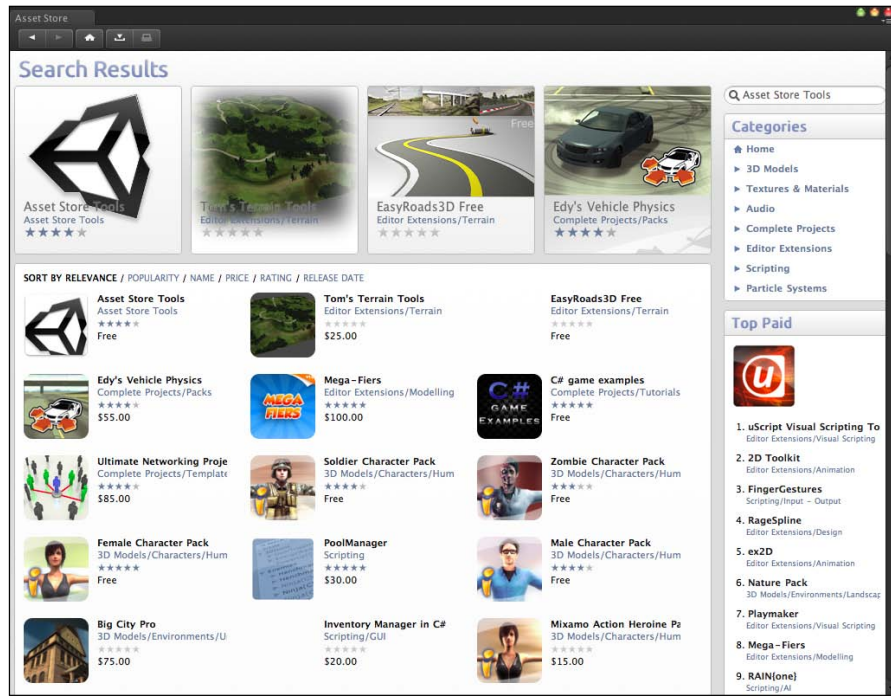 Asset Store
Search Results
Free
Asset Store Tools
Asset Store Tools
Tom's Terrain Tools
Editor Extensions/Terrain
EasyRoads3D Free
Editor Extensions/Terrain
Edy's Vehicle Physics
Complete Projects/Packs
SORT BY RELEVANCE / POPULARITY / NAME / PRICE / RATING / RELEASE DATE
Asset Store Tools
Asset Store Tools
Free
Tom's Terrain Tools
Editor Extensions/Terrain
$25.00
EasyRoads3D Free
Editor Extensions/Terrain
Free
Edy's Vehicle Physics
Complete Projects/Packs
$55.00
MEGA
FIERS
Mega-Fiers
Editor Extensions/Modelling
$100.00
C#
GAME
EXAMPLES
C# game examples
Complete Projects/Tutorials
Free
Ultimate Networking Proje
Complete Projects/Template
$85.00
Soldier Character Pack
3D Models/Characters/Hum
Free
Zombie Character Pack
3D Models/Characters/Hum
Free
Female Character Pack
3D Models/Characters/Hum
Free
PoolManager
Scripting
$30.00
Male Character Pack
3D Models/Characters/Hum
Free
Big City Pro
3D Models/Environments/U
$75.00
Inventory Manager in C#
Scripting/GUI
$20.00
Mixamo Action Heroine Pa
3D Models/Characters/Hum
$15.00
Asset Store Tools
Categories
Home
3D Models
Textures & Materials
Audio
Complete Projects
Editor Extensions
Scripting
Particle Systems
Top Paid
1. uScript Visual Scripting To
Editor Extensions/Visual Scripting
2. 2D Toolkit
Editor Extensions/Animation
3. FingerGestures
Scripting/Input - Output
4. RageSpline
Editor Extensions/Design
5. ex2D
Editor Extensions/Animation
6. Nature Pack
3D Models/Environments/Landscap
7. Playmaker
Editor Extensions/Visual Scripting
8. Mega-Fiers
Editor Extensions/Modelling
9. RAIN{one}
Scripting/AI